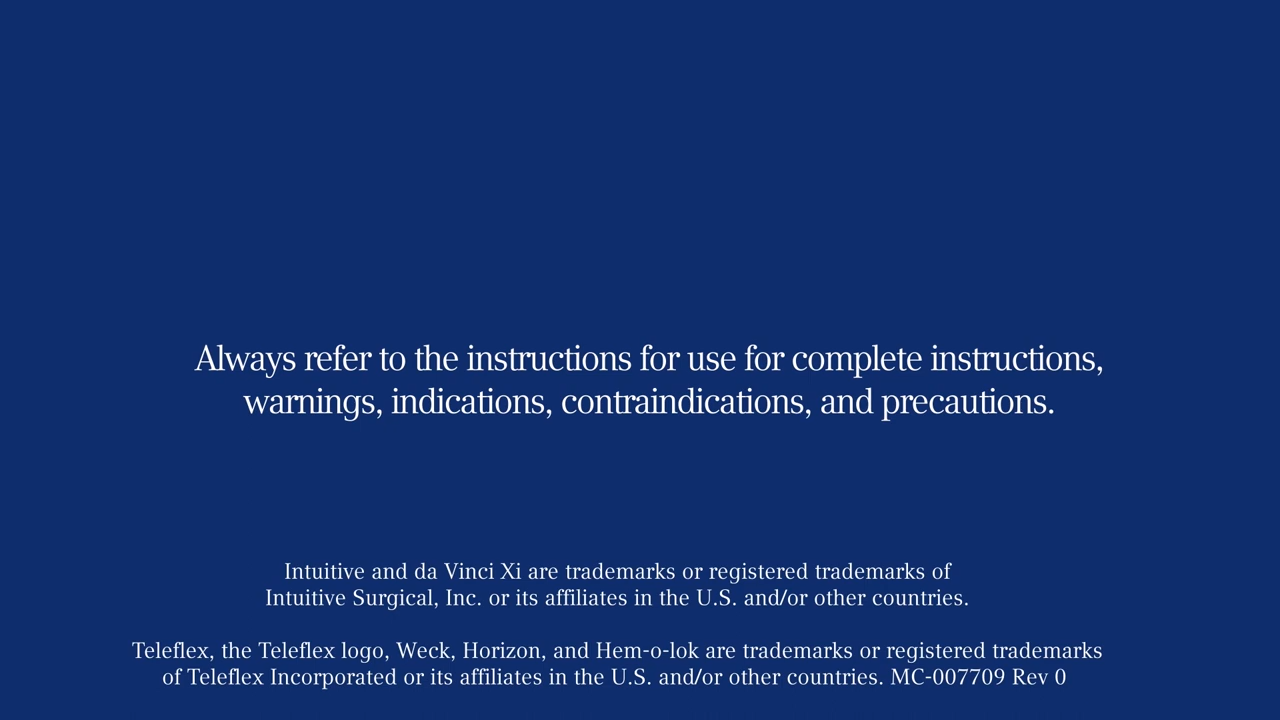 Always refer to the instructions for use for complete instructions,
warnings, indications, contraindications, and precautions.
Intuitive and da Vinci Xi are trademarks or registered trademarks of
Intuitive Surgical, Inc. or its affiliates in the U.S. and/or other countries.
Teleflex, the Teleflex logo, Weck, Horizon, and Hem-o-lok are trademarks or registered trademarks
of Teleflex Incorporated or its affiliates in the U.S. and/or other countries. MC-007709 Rev 0